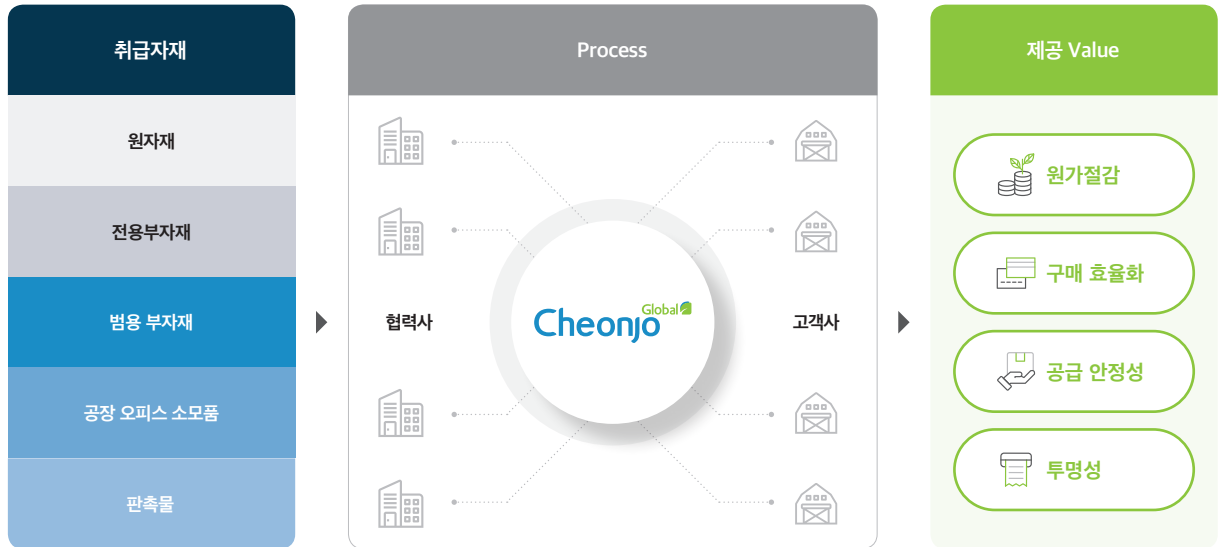 취급자재
원자재
전용부자재
범용 부자재
공장 오피스 소모품
판촉물
Process
협력사
Cheonjo Global
고객사
제공 Value
원가절감
구매 효율화
공급 안정성
투명성